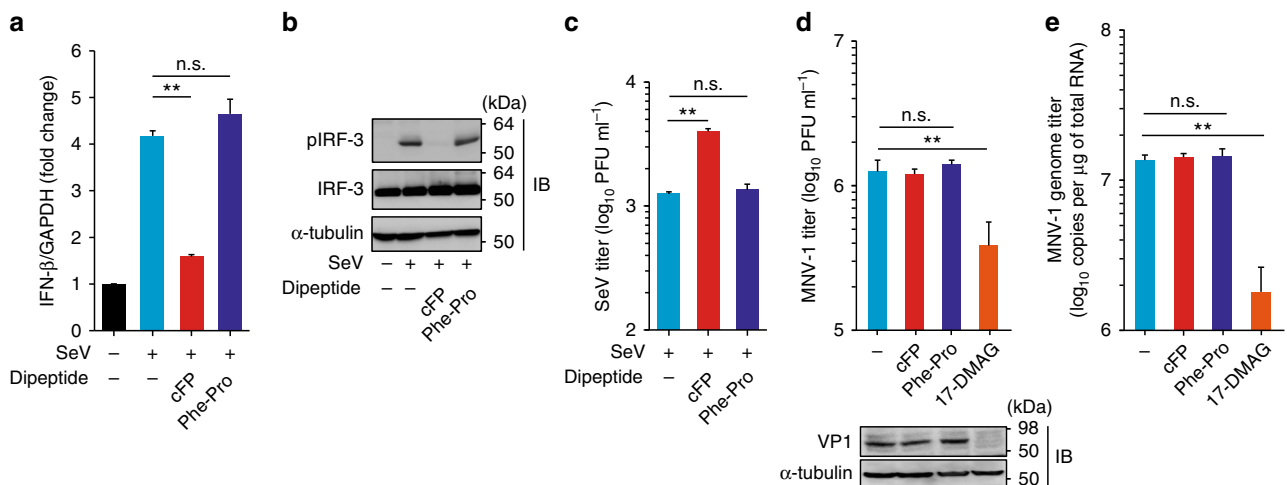 a
IFN-β/GAPDH (fold change)
6
5
4
3
2
1
0
n.s.
**
SeV
– + + +
Dipeptide
– – cFP Phe-Pro
b
(kDa)
pIRF-3
64
50
IRF-3
64
50
α-tubulin
50
IB
SeV
– + + +
Dipeptide
– – cFP Phe-Pro
c
SeV titer (log10 PFU ml–1)
4
3
2
n.s.
**
SeV
+ + +
Dipeptide
– cFP Phe-Pro
d
MNV-1 titer (log10 PFU ml–1)
7
6
5
n.s.
**
– cFP Phe-Pro 17-DMAG
(kDa)
VP1
98
50
α-tubulin
50
IB
e
MNV-1 genome titer
(log10 copies per μg of total RNA)
8
7
6
n.s.
**
– cFP Phe-Pro 17-DMAG